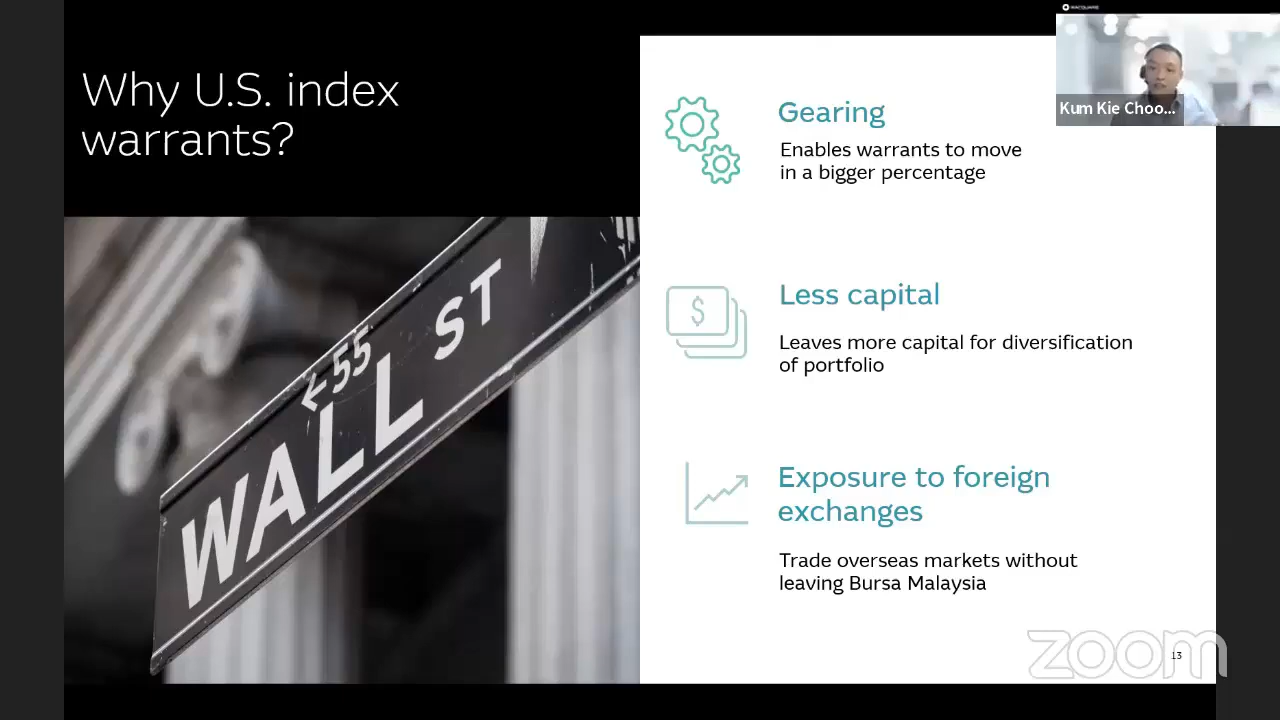 MACQUARIE
Kum Kie Choo...
Why U.S. index
warrants?
← 55
WALL ST
Gearing
Enables warrants to move
in a bigger percentage
$
Less capital
Leaves more capital for diversification
of portfolio
Exposure to foreign
exchanges
Trade overseas markets without
leaving Bursa Malaysia
zoom
13